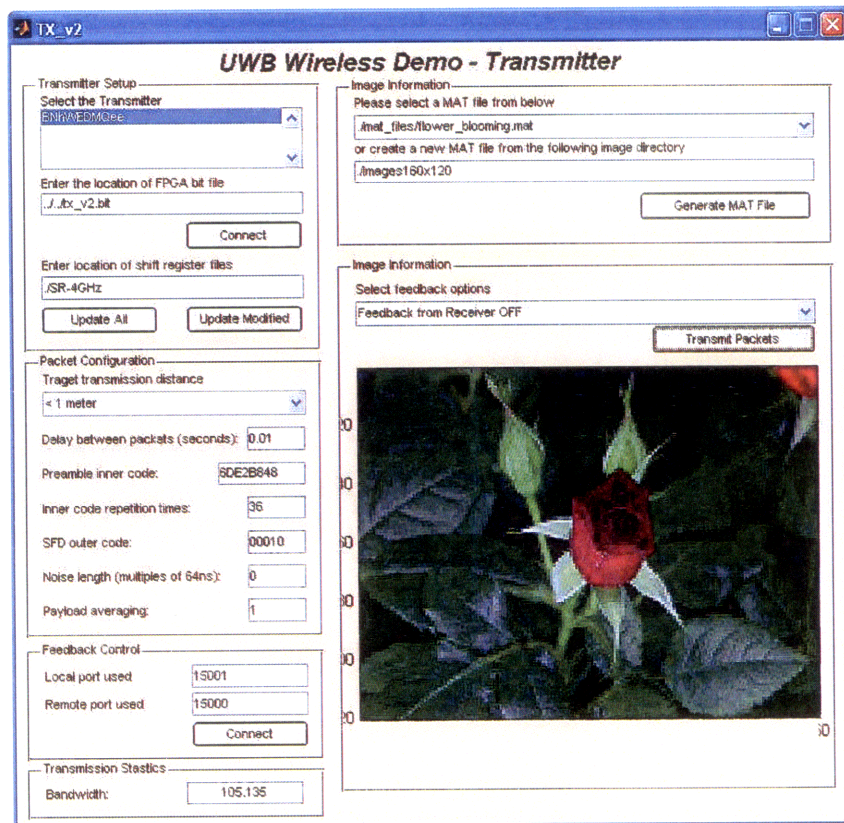 TX_v2
UWB Wireless Demo - Transmitter
Transmitter Setup
Select the Transmitter
Enter the location of FPGA bit file
../../tx_v2.bit
Connect
Enter location of shift register files
./SR-4GHz
Update All
Update Modified
Packet Configuration
Traget transmission distance
< 1 meter
Delay between packets (seconds):
0.01
Preamble inner code:
6DE2B848
Inner code repetition times:
36
SFD outer code:
00010
Noise length (multiples of 64ns):
0
Payload averaging:
1
Feedback Control
Local port used
15001
Remote port used
15000
Connect
Transmission Stastics
Bandwidth:
105.135
Image Information
Please select a MAT file from below
./mat_files/flower_blooming.mat
or create a new MAT file from the following image directory
./Images160x120
Generate MAT File
Image Information
Select feedback options
Feedback from Receiver OFF
Transmit Packets